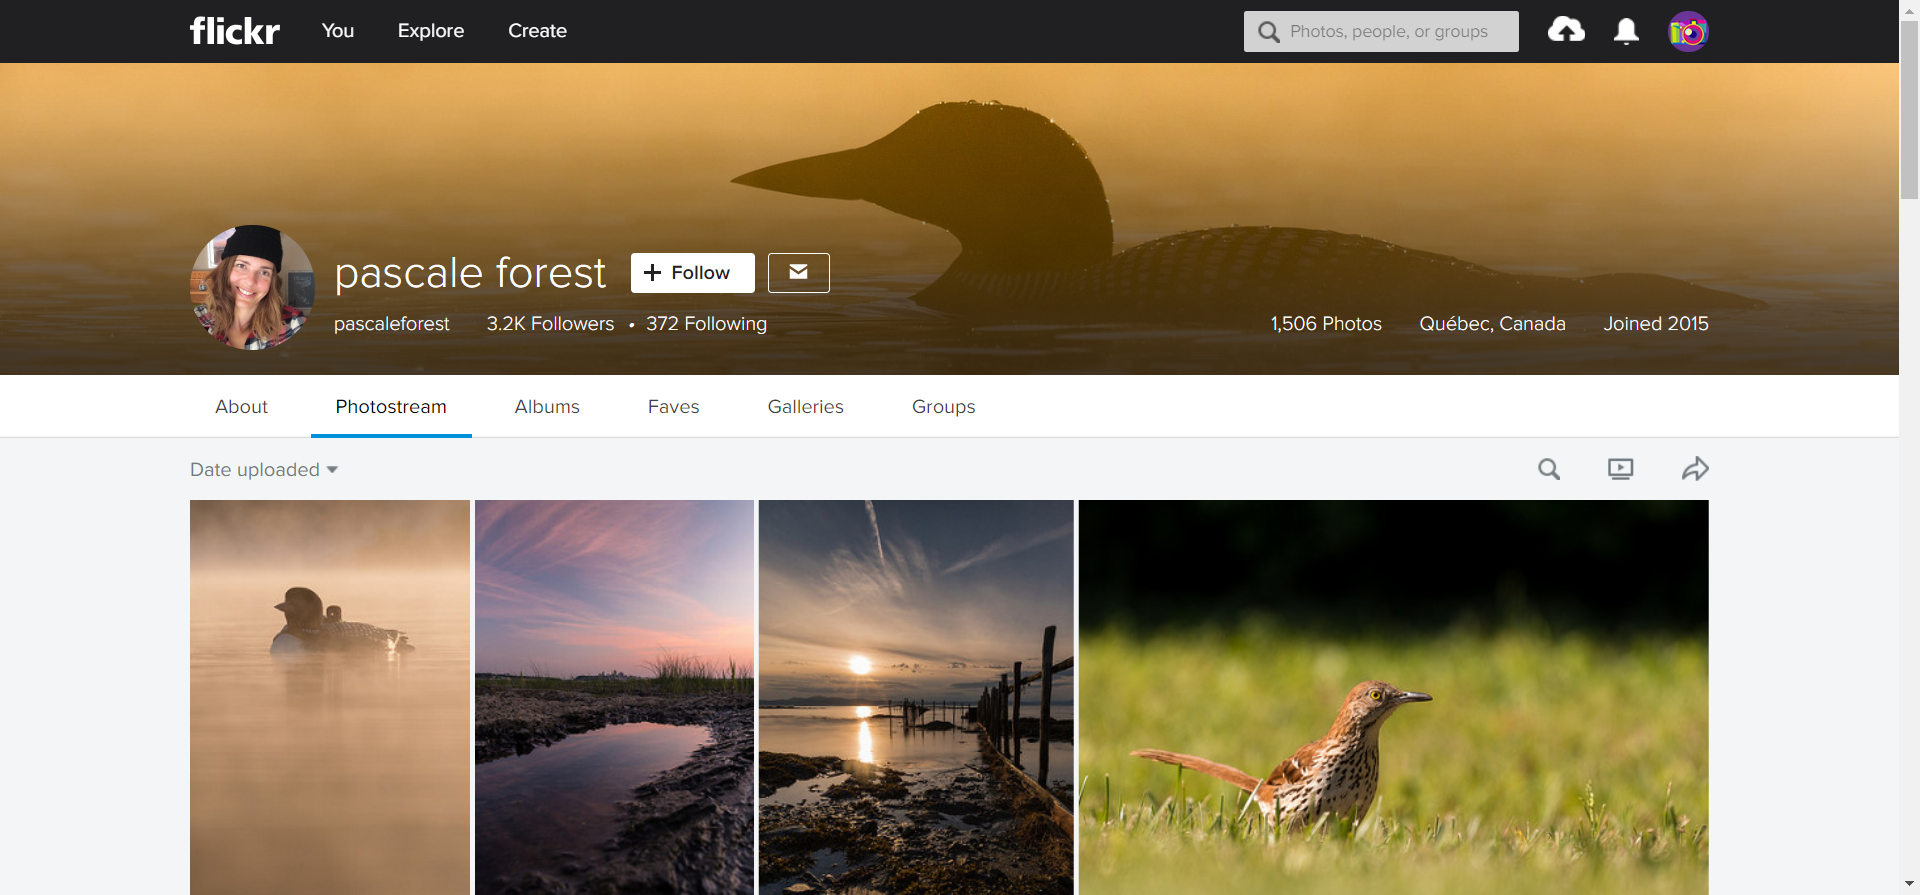 flickr You Explore Create Photos, people, or groups
pascale forest + Follow
pascaleforest 3.2K Followers • 372 Following 1,506 Photos Québec, Canada Joined 2015
About Photostream Albums Faves Galleries Groups
Date uploaded